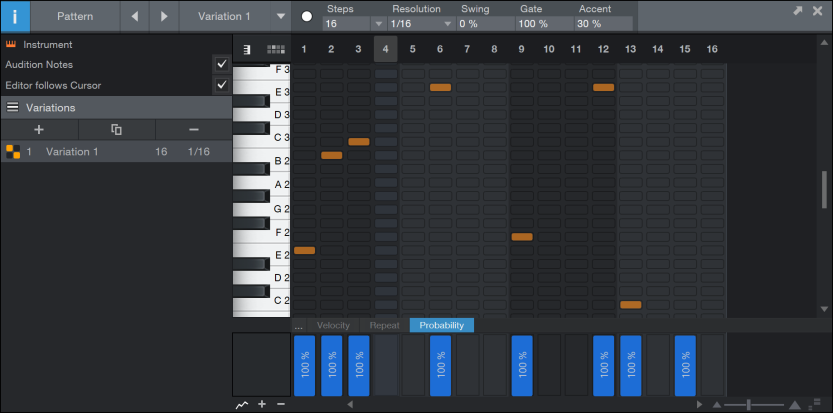 i Pattern Variation 1 Steps Resolution Swing Gate Accent
16 1/16 0 % 100 % 30 %
Instrument
Audition Notes
Editor follows Cursor
Variations
+ −
1 Variation 1 16 1/16
1 2 3 4 5 6 7 8 9 10 11 12 13 14 15 16
F 3
E 3
D 3
C 3
B 2
A 2
G 2
F 2
E 2
D 2
C 2
... Velocity Repeat Probability
100 % 100 % 100 % 100 % 100 % 100 % 100 % 100 %
+ −